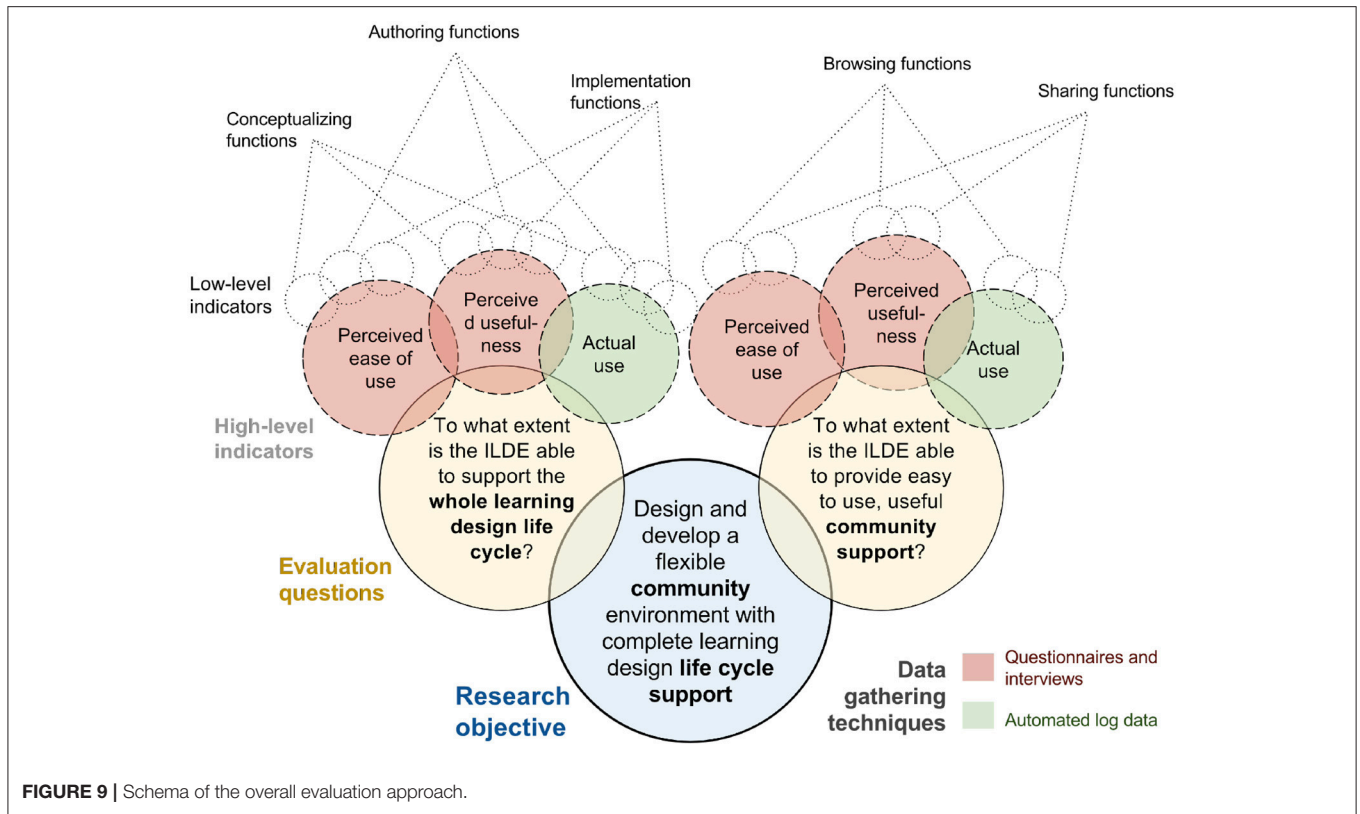 Authoring functions
Implementation
functions
Conceptualizing
functions
Browsing functions
Sharing functions
Low-level
indicators
Perceived
ease of
use
Perceive
d useful-
ness
Actual
use
Perceived
ease of
use
Perceived
useful-
ness
Actual
use
High-level
indicators
To what extent
is the ILDE able
to support the
whole learning
design life
cycle?
To what extent
is the ILDE able
to provide easy
to use, useful
community
support?
Evaluation
questions
Design and
develop a
flexible
community
environment with
complete learning
design life cycle
support
Research
objective
Data
gathering
techniques
Questionnaires and
interviews
Automated log data
FIGURE 9 | Schema of the overall evaluation approach.